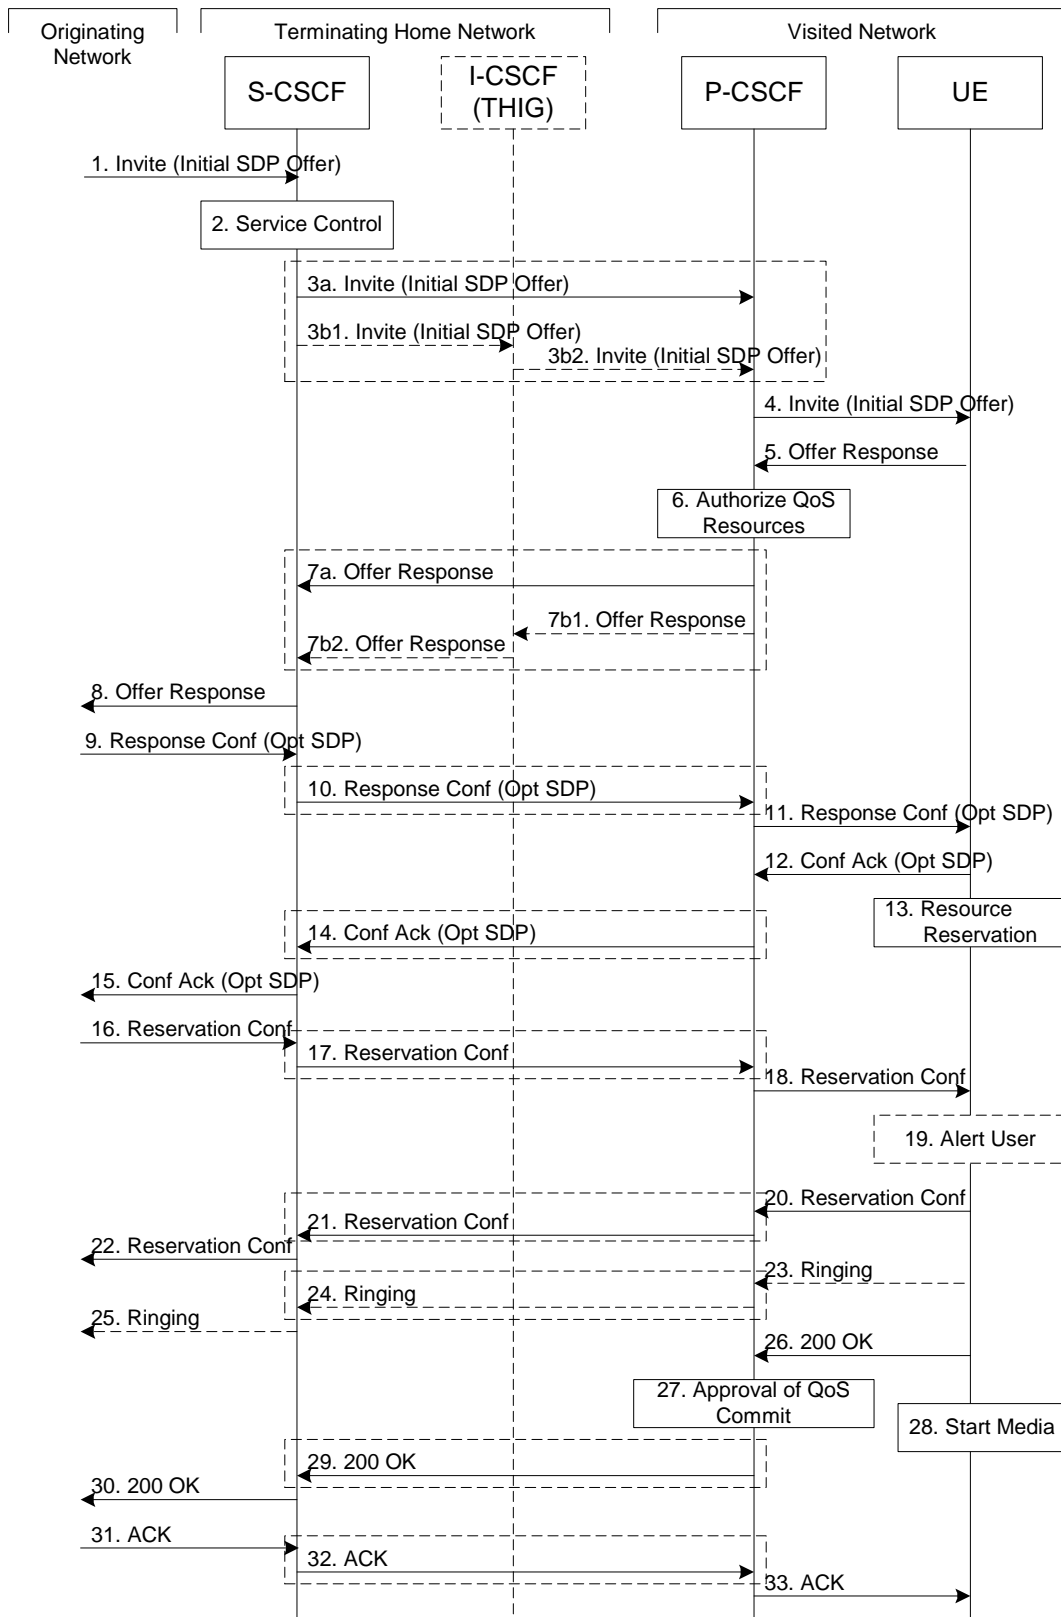 Originating
Network
Terminating Home Network
Visited Network
S-CSCF
I-CSCF
(THIG)
P-CSCF
UE
1. Invite (Initial SDP Offer)
2. Service Control
3a. Invite (Initial SDP Offer)
3b1. Invite (Initial SDP Offer)
3b2. Invite (Initial SDP Offer)
4. Invite (Initial SDP Offer)
5. Offer Response
6. Authorize QoS
Resources
7a. Offer Response
7b1. Offer Response
7b2. Offer Response
8. Offer Response
9. Response Conf (Opt SDP)
10. Response Conf (Opt SDP)
11. Response Conf (Opt SDP)
12. Conf Ack (Opt SDP)
13. Resource
Reservation
14. Conf Ack (Opt SDP)
15. Conf Ack (Opt SDP)
16. Reservation Conf
17. Reservation Conf
18. Reservation Conf
19. Alert User
20. Reservation Conf
21. Reservation Conf
22. Reservation Conf
23. Ringing
24. Ringing
25. Ringing
26. 200 OK
27. Approval of QoS
Commit
28. Start Media
29. 200 OK
30. 200 OK
31. ACK
32. ACK
33. ACK